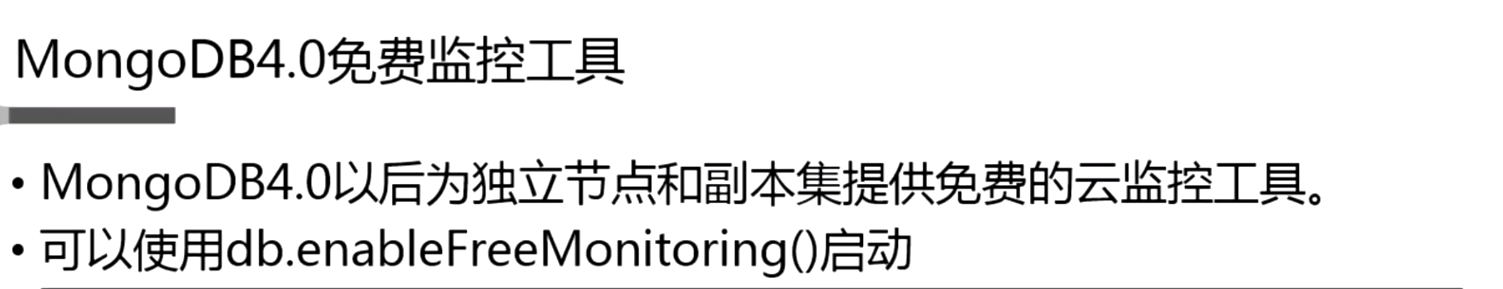 MongoDB4.0免费监控工具
• MongoDB4.0以后为独立节点和副本集提供免费的云监控工具。
• 可以使用db.enableFreeMonitoring()启动